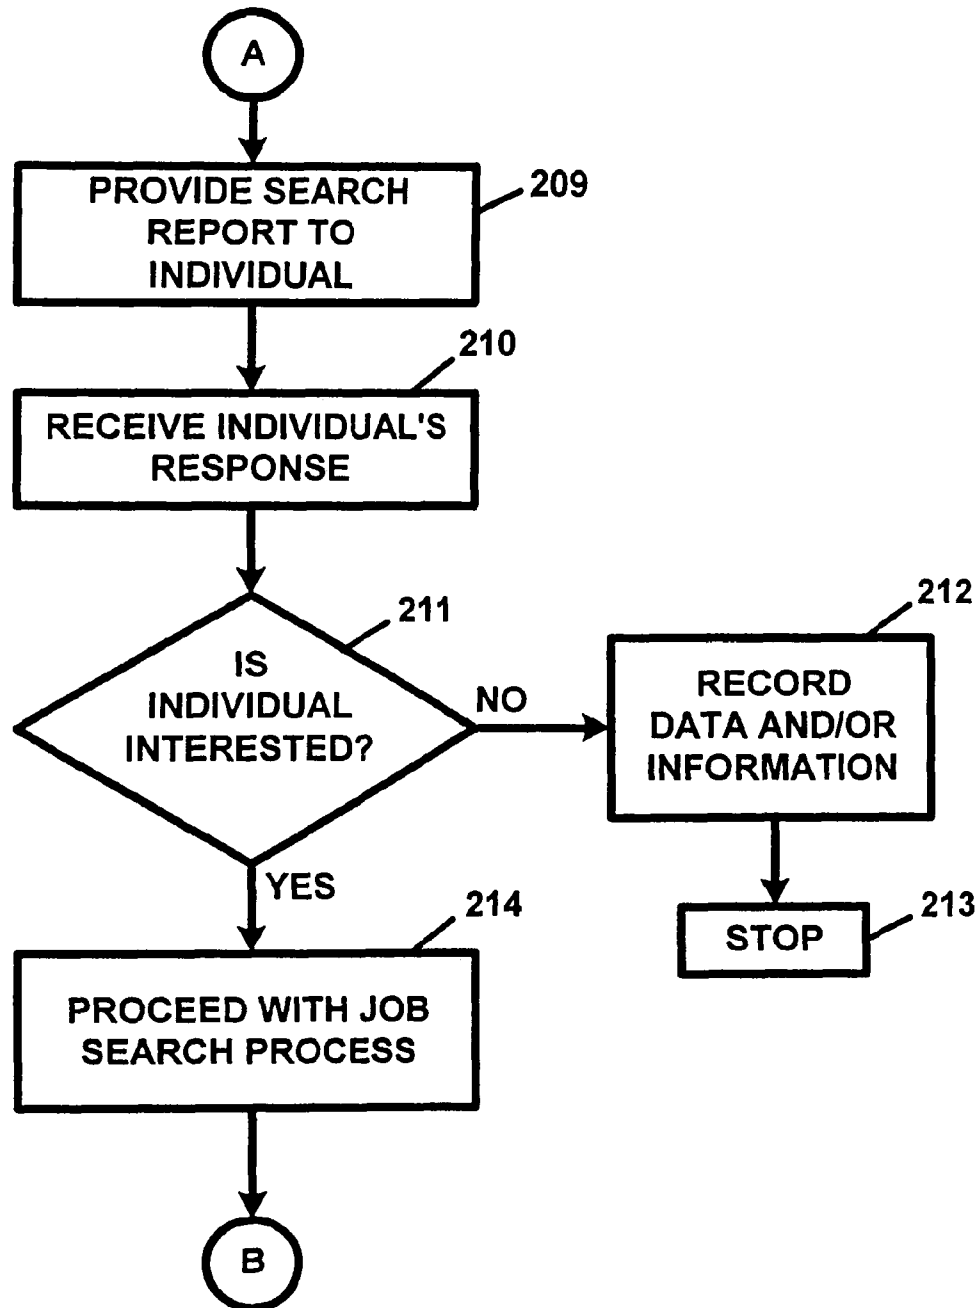 A
PROVIDE SEARCH
REPORT TO
INDIVIDUAL
209
210
RECEIVE INDIVIDUAL'S
RESPONSE
211
IS
INDIVIDUAL
INTERESTED?
NO
212
RECORD
DATA AND/OR
INFORMATION
213
STOP
YES
214
PROCEED WITH JOB
SEARCH PROCESS
B